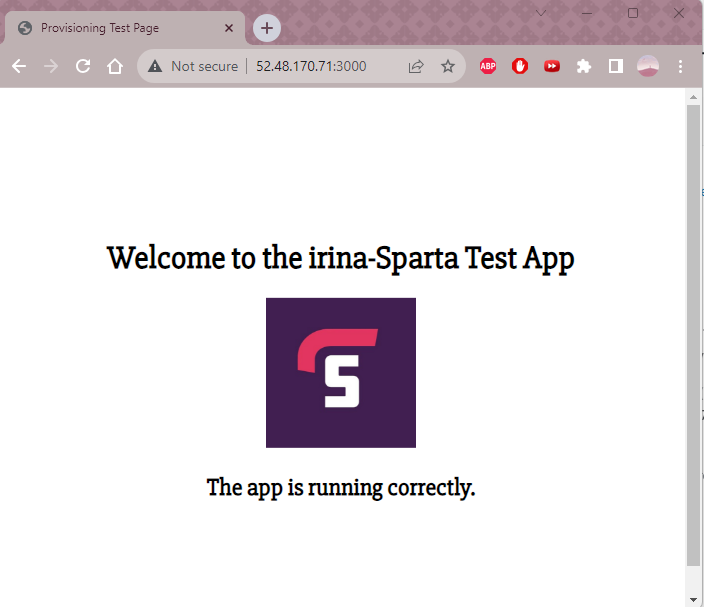 Provisioning Test Page
Not secure
52.48.170.71:3000
ABP
Welcome to the irina-Sparta Test App
S
The app is running correctly.